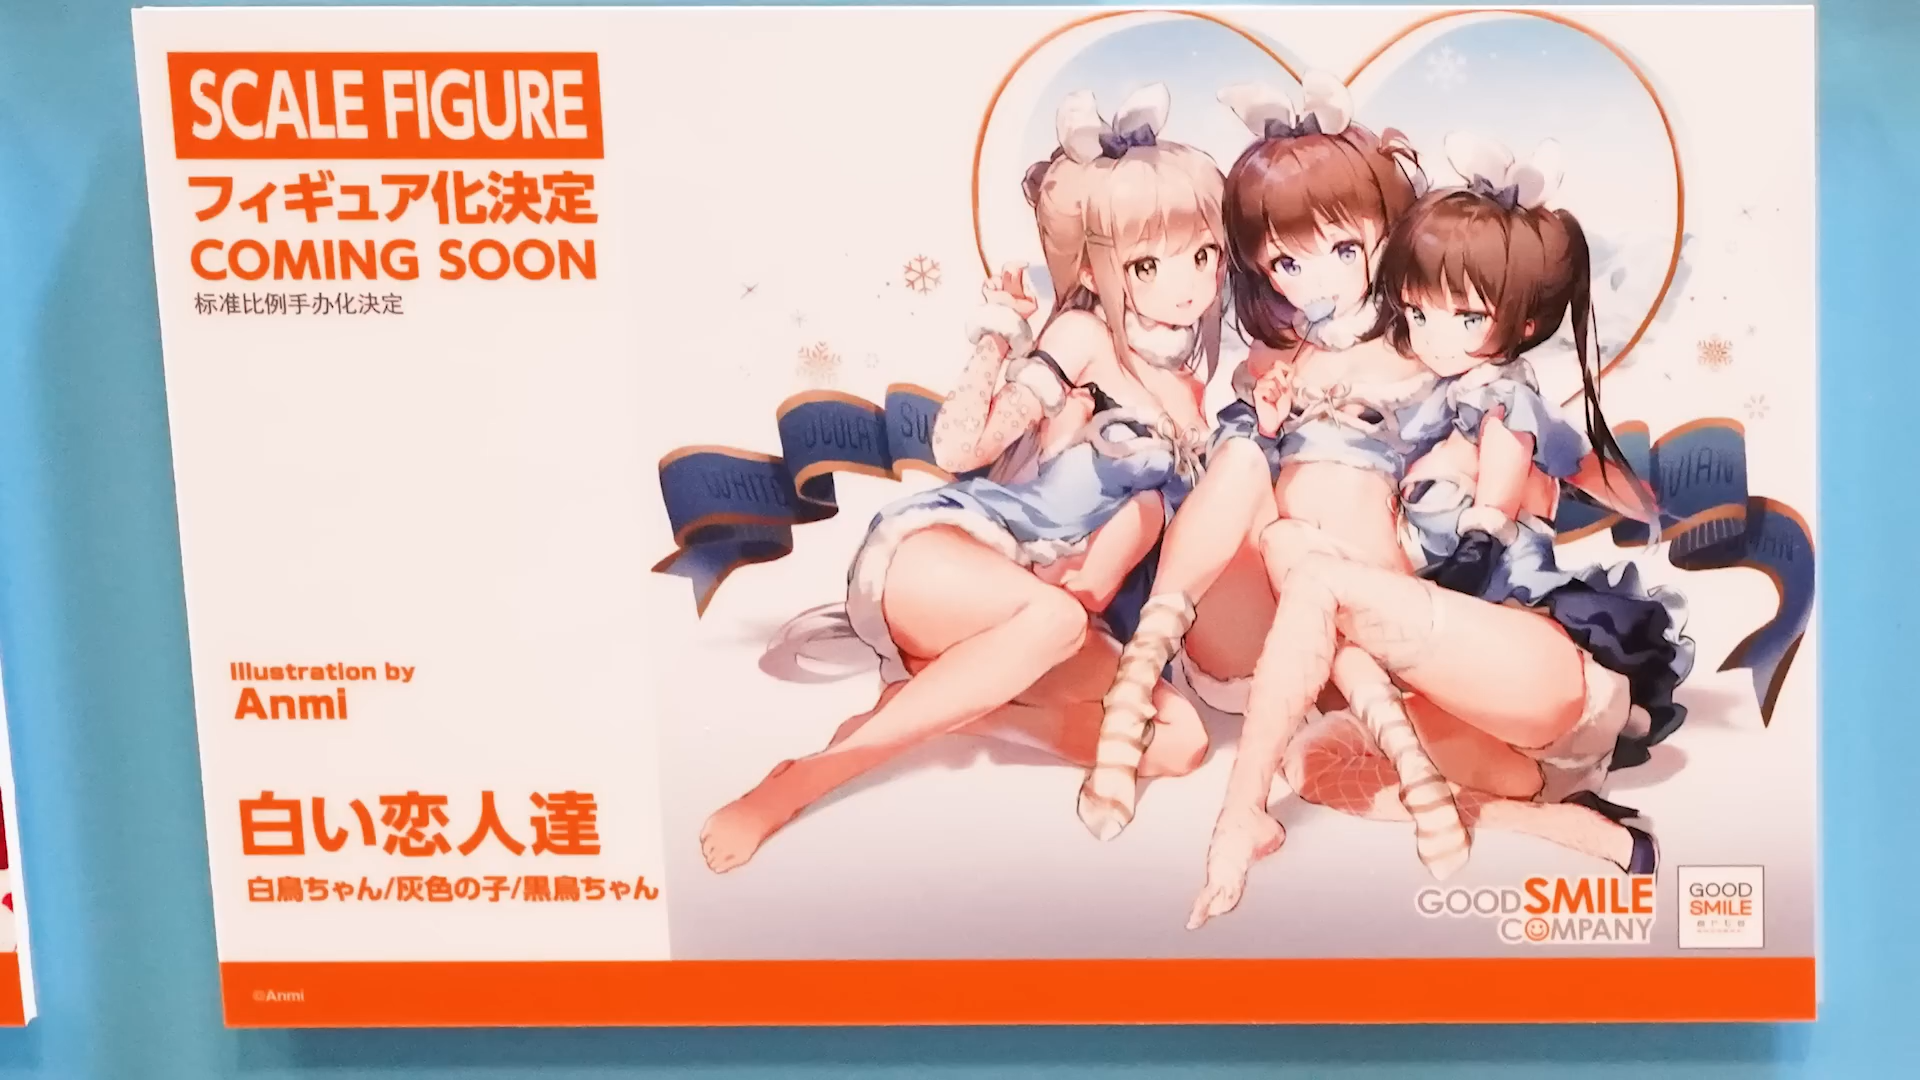 SCALE FIGURE
フィギュア化決定
COMING SOON
标准比例手办化决定
WHITE
SU
Illustration by
Anmi
白い恋人達
白鳥ちゃん/灰色の子/黒鳥ちゃん
GOOD SMILE
COMPANY
GOOD
SMILE
©Anmi